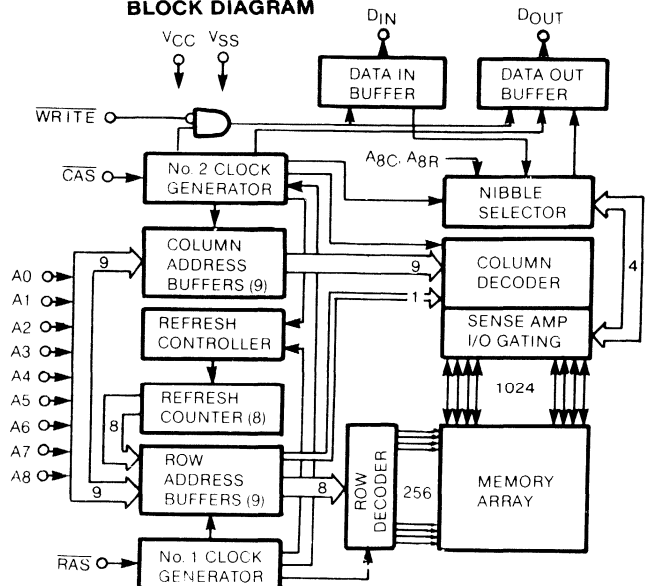 BLOCK DIAGRAM
DIN
DOUT
VCC VSS
DATA IN
BUFFER
DATA OUT
BUFFER
WRITE
A8C, A8R
CAS
No. 2 CLOCK
GENERATOR
NIBBLE
SELECTOR
COLUMN
ADDRESS
BUFFERS (9)
9
9
COLUMN
DECODER
4
A0
A1
A2
A3
A4
A5
A6
A7
A8
1
REFRESH
CONTROLLER
SENSE AMP
I/O GATING
1024
REFRESH
COUNTER (8)
8
ROW
ADDRESS
BUFFERS (9)
9
8
ROW
DECODER
256
MEMORY
ARRAY
RAS
No. 1 CLOCK
GENERATOR